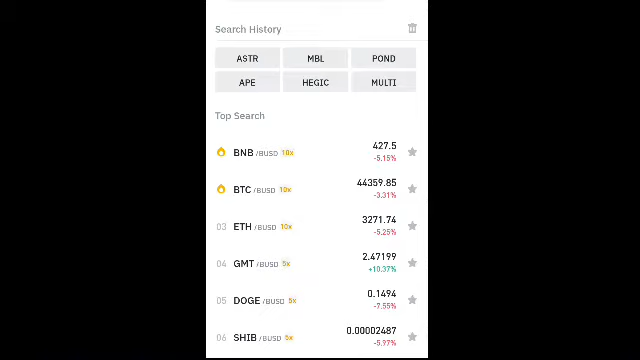 Search History
ASTR MBL POND
APE HEGIC MULTI
Top Search
BNB /BUSD 10x 427.5
-5.15%
BTC /BUSD 10x 44359.85
-3.31%
03 ETH /BUSD 10x 3271.74
-5.25%
04 GMT /BUSD 5x 2.47199
+10.37%
05 DOGE /BUSD 5x 0.1494
-7.55%
06 SHIB /BUSD 5x 0.00002487
-5.97%